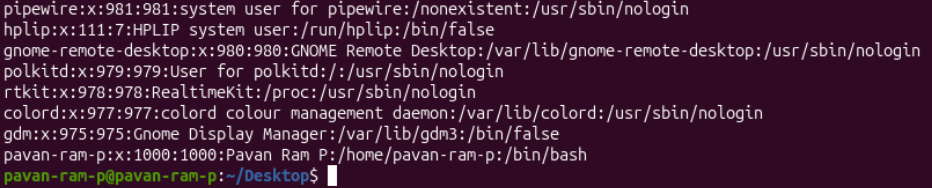 pipewire:x:981:981:system user for pipewire:/nonexistent:/usr/sbin/nologin
hplip:x:111:7:HPLIP system user:/run/hplip:/bin/false
gnome-remote-desktop:x:980:980:GNOME Remote Desktop:/var/lib/gnome-remote-desktop:/usr/sbin/nologin
polkitd:x:979:979:User for polkitd:/:/usr/sbin/nologin
rtkit:x:978:978:RealtimeKit:/proc:/usr/sbin/nologin
colord:x:977:977:colord colour management daemon:/var/lib/colord:/usr/sbin/nologin
gdm:x:975:975:Gnome Display Manager:/var/lib/gdm3:/bin/false
pavan-ram-p:x:1000:1000:Pavan Ram P:/home/pavan-ram-p:/bin/bash
pavan-ram-p@pavan-ram-p:~/Desktop$